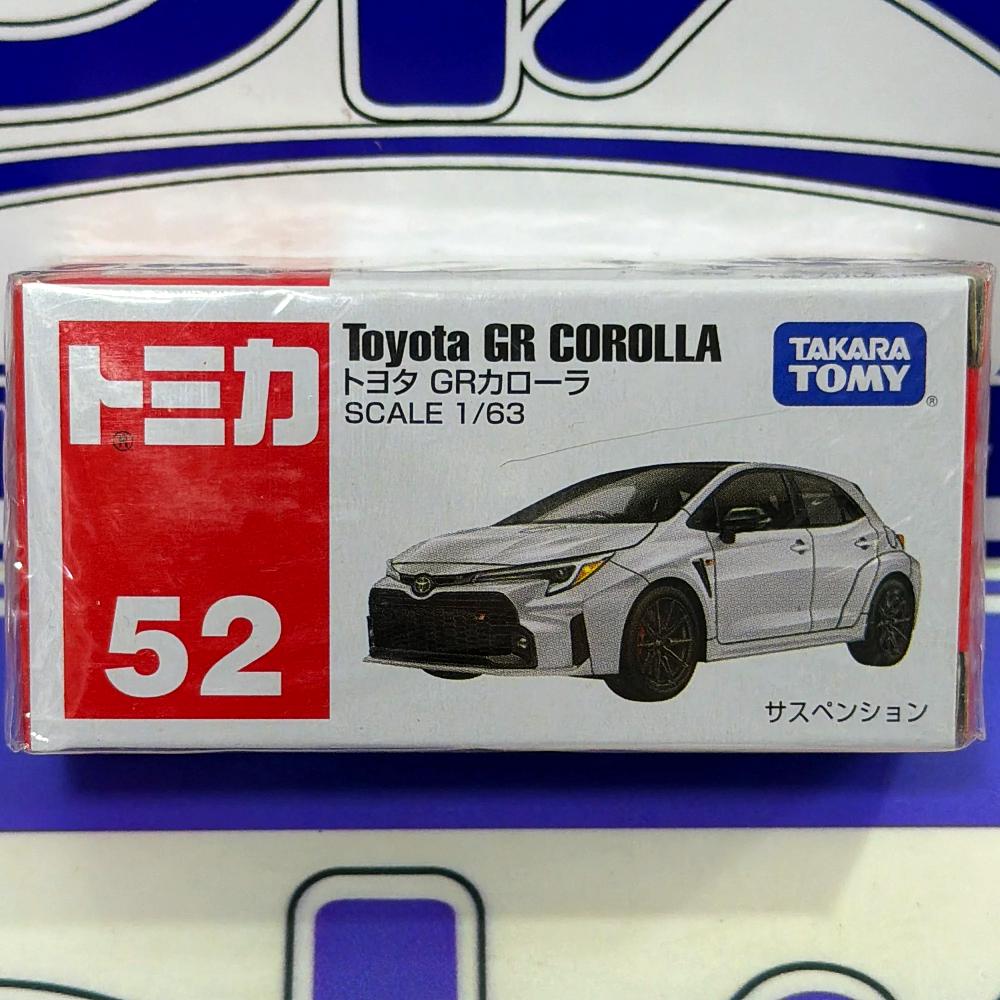 トミカ
52
Toyota GR COROLLA
トヨタ GRカローラ
SCALE 1/63
TAKARA
TOMY
®
サスペンション